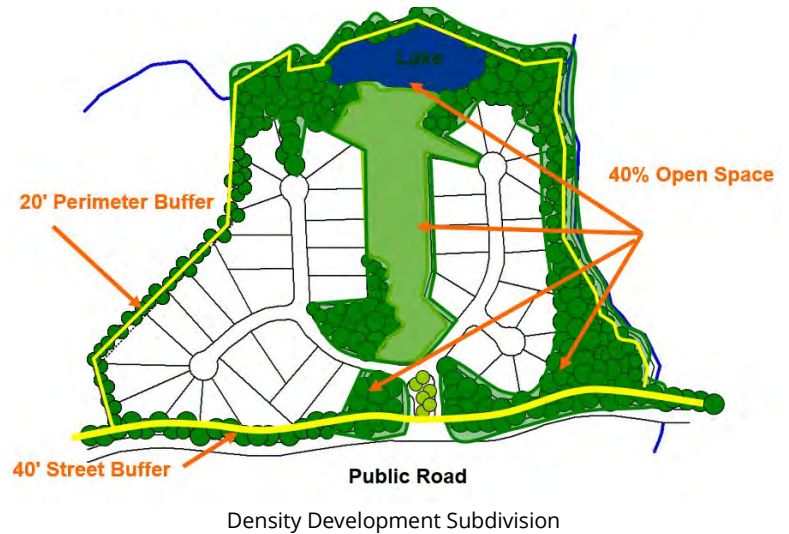 Lake
40% Open Space
20' Perimeter Buffer
40' Street Buffer
Public Road
Density Development Subdivision